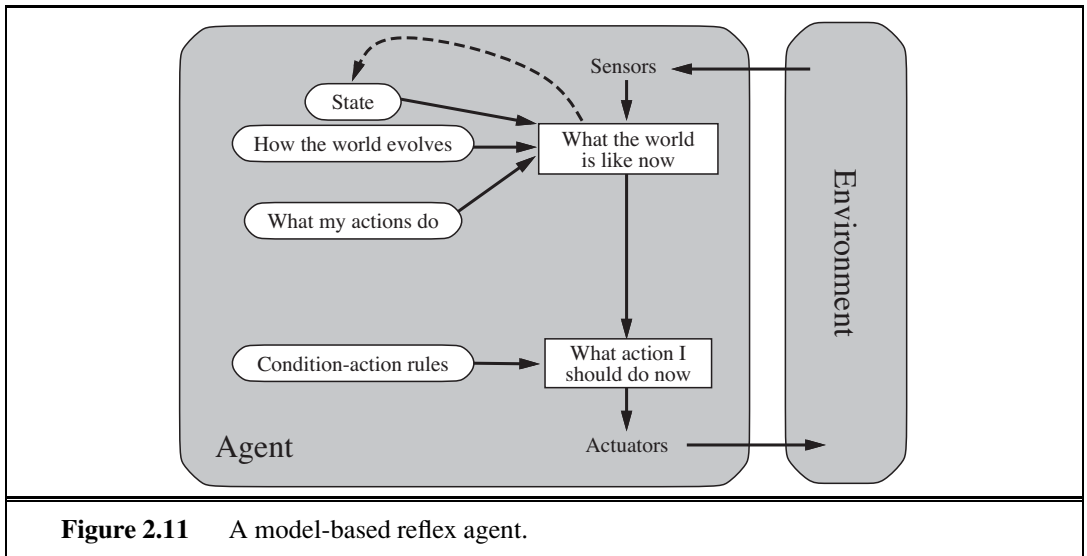 Sensors
State
How the world evolves
What the world
is like now
What my actions do
Environment
Condition-action rules
What action I
should do now
Agent
Actuators
Figure 2.11 A model-based reflex agent.